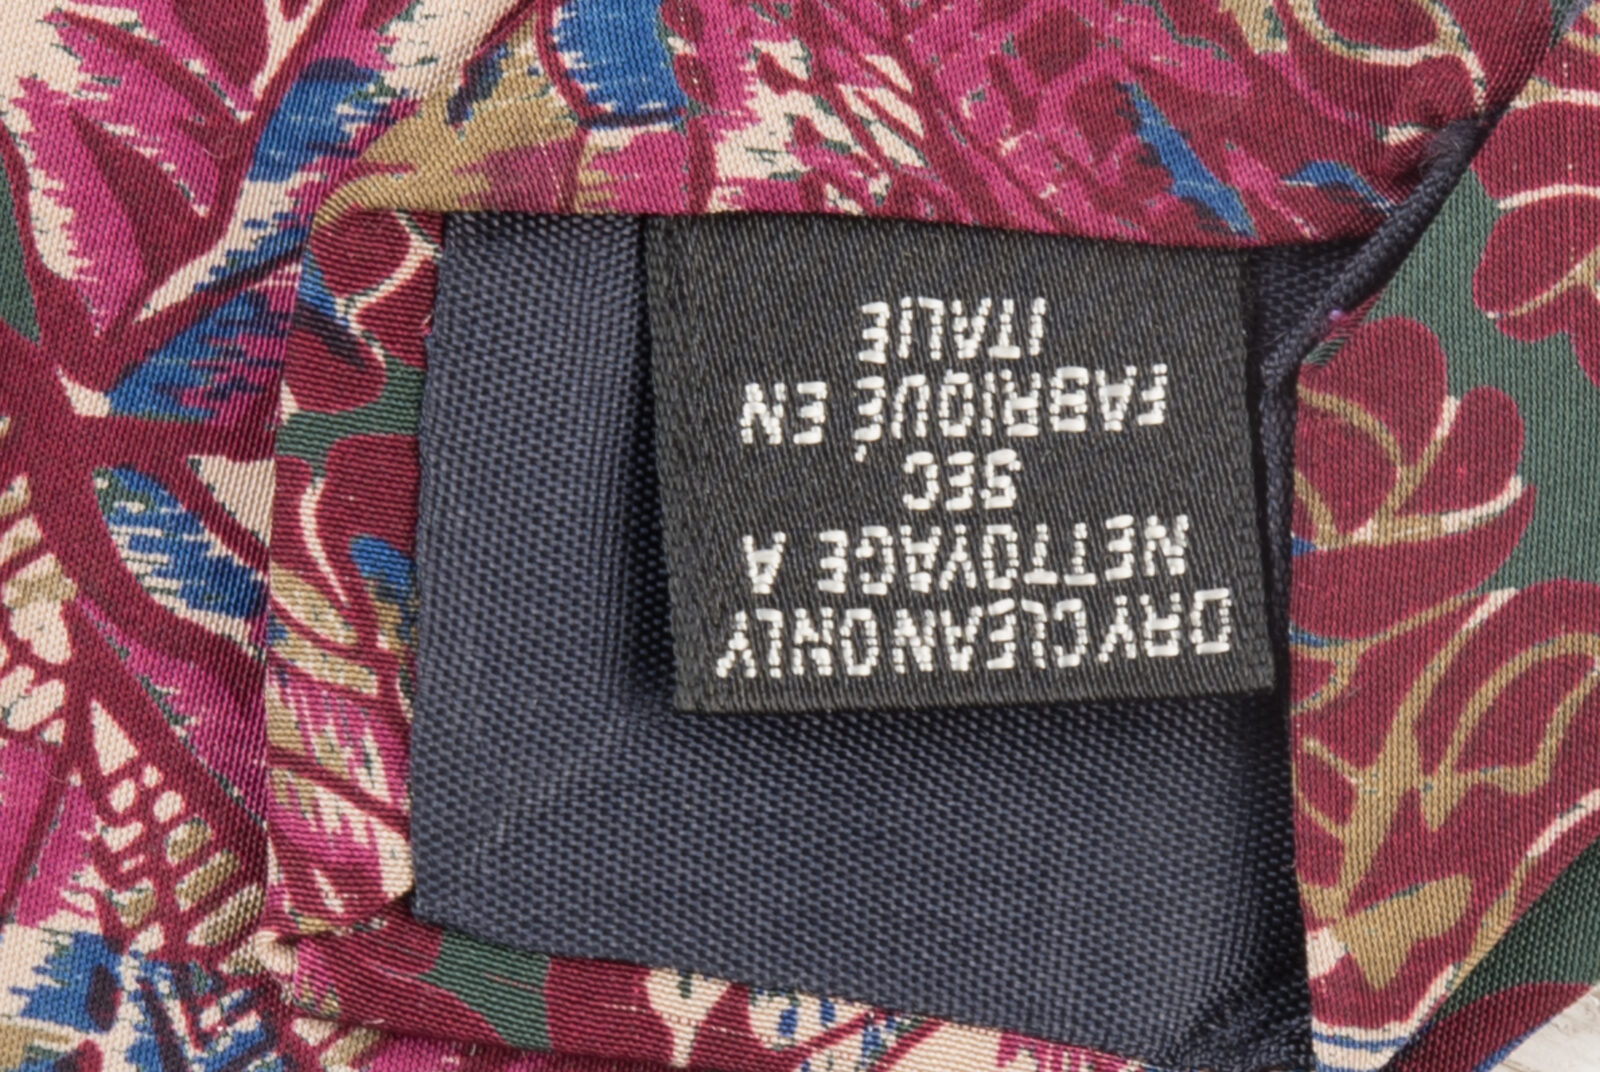 DRYCLEAN ONLY
NETTOYAGE A
SEC
FABRIQUÉ EN
ITALIE